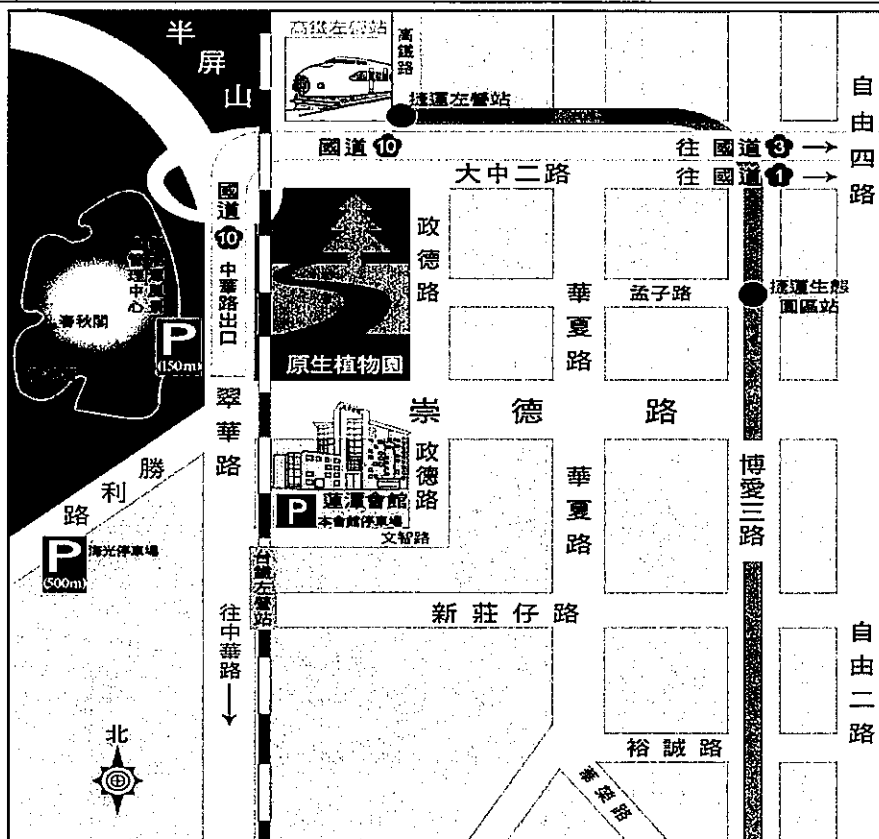 半屏山
高鐵左營站
高鐵路
捷運左營站
自由四路
國道10
往 國道3 →
大中二路
往 國道1 →
國道10 中華路出口
政德路
華夏路
孟子路
捷運生態
園區站
管理中心
春秋閣
P
(150m)
原生植物園
翠華路
崇德路
政德路
華夏路
博愛三路
勝利路
P
蓮潭會館
本會館停車場
文智路
P
(500m)
海光停車場
台鐵左營站
新莊仔路
往中華路
自由二路
裕誠路
北